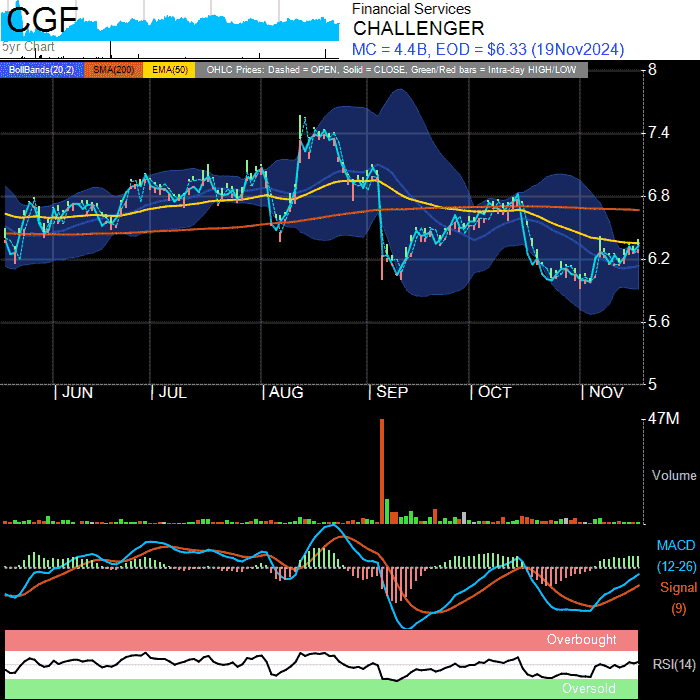 CGF
5yr Chart
Financial Services
CHALLENGER
MC = 4.4B, EOD = $6.33 (19Nov2024)
BollBands(20,2) SMA(200) EMA(50) OHLC Prices: Dashed = OPEN, Solid = CLOSE, Green/Red bars = Intra-day HIGH/LOW
8
7.4
6.8
6.2
5.6
5
JUN JUL AUG SEP OCT NOV
47M
Volume
MACD
(12-26)
Signal
(9)
Overbought
RSI(14)
Oversold